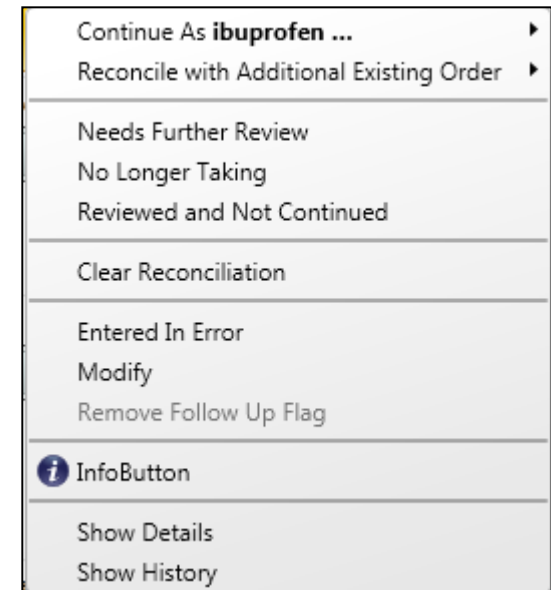 Continue As ibuprofen ...
Reconcile with Additional Existing Order
Needs Further Review
No Longer Taking
Reviewed and Not Continued
Clear Reconciliation
Entered In Error
Modify
Remove Follow Up Flag
i InfoButton
Show Details
Show History